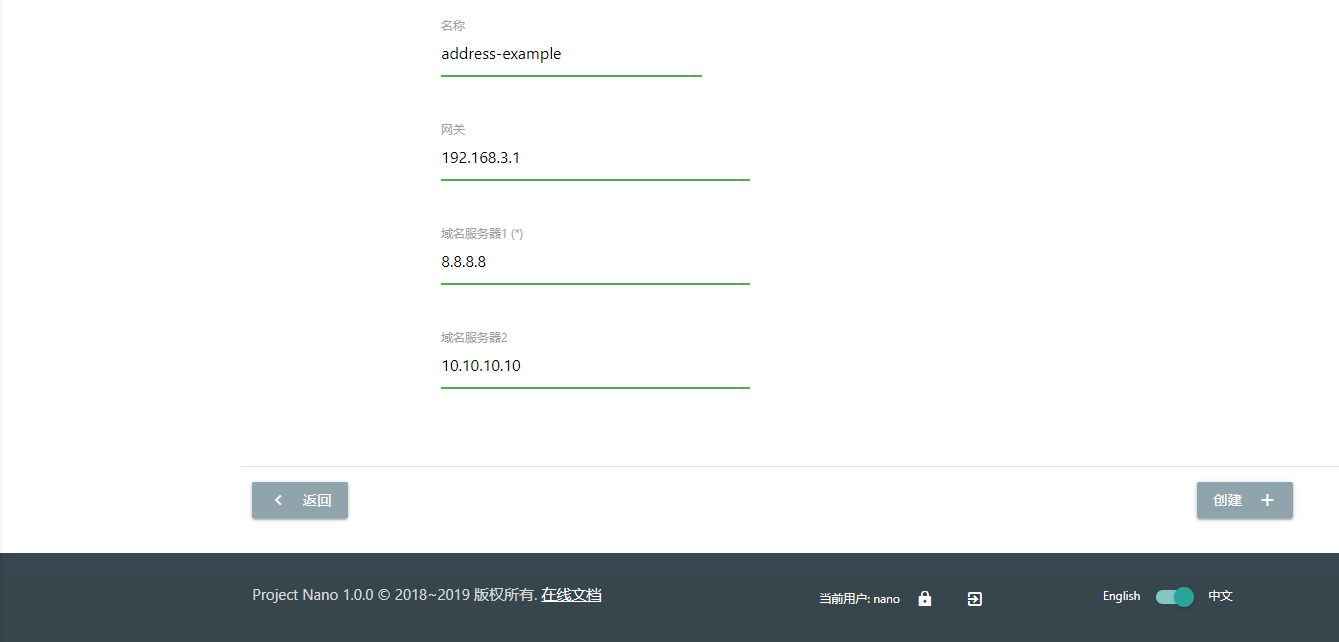 名称
address-example
网关
192.168.3.1
域名服务器1 (*)
8.8.8.8
域名服务器2
10.10.10.10
返回
创建
Project Nano 1.0.0 © 2018~2019 版权所有. 在线文档
当前用户: nano
English 中文